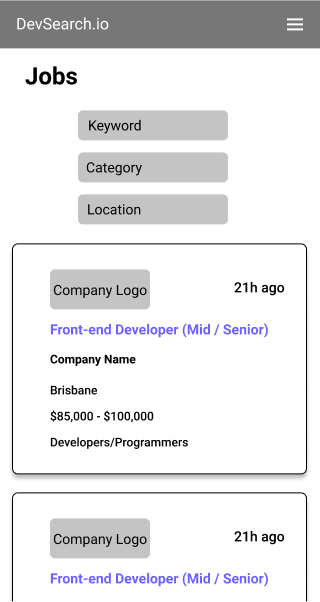 DevSearch.io
Jobs
Keyword
Category
Location
Company Logo
21h ago
Front-end Developer (Mid / Senior)
Company Name
Brisbane
$85,000 - $100,000
Developers/Programmers
Company Logo
21h ago
Front-end Developer (Mid / Senior)